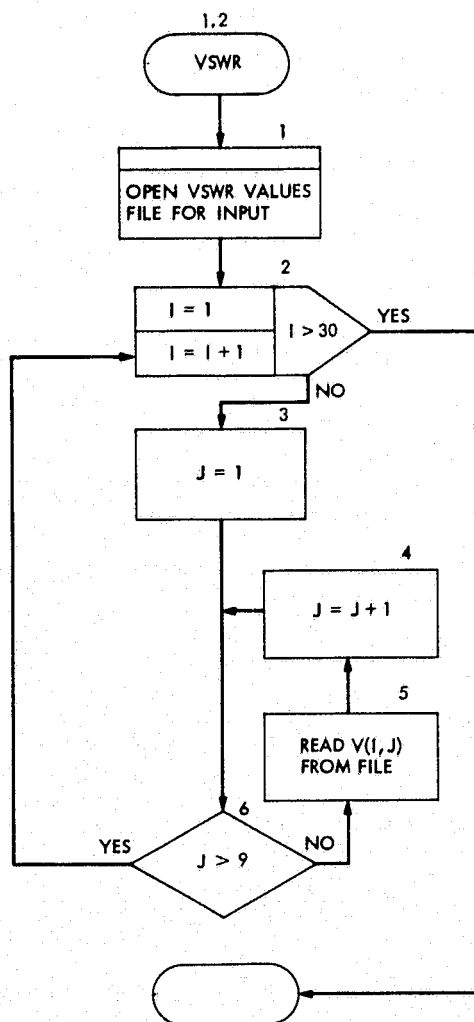 1,2
VSWR
1
OPEN VSWR VALUES
FILE FOR INPUT
2
I = 1
I = I + 1
I > 30
YES
NO
3
J = 1
4
J = J + 1
5
READ V(I,J)
FROM FILE
6
YES
J > 9
NO